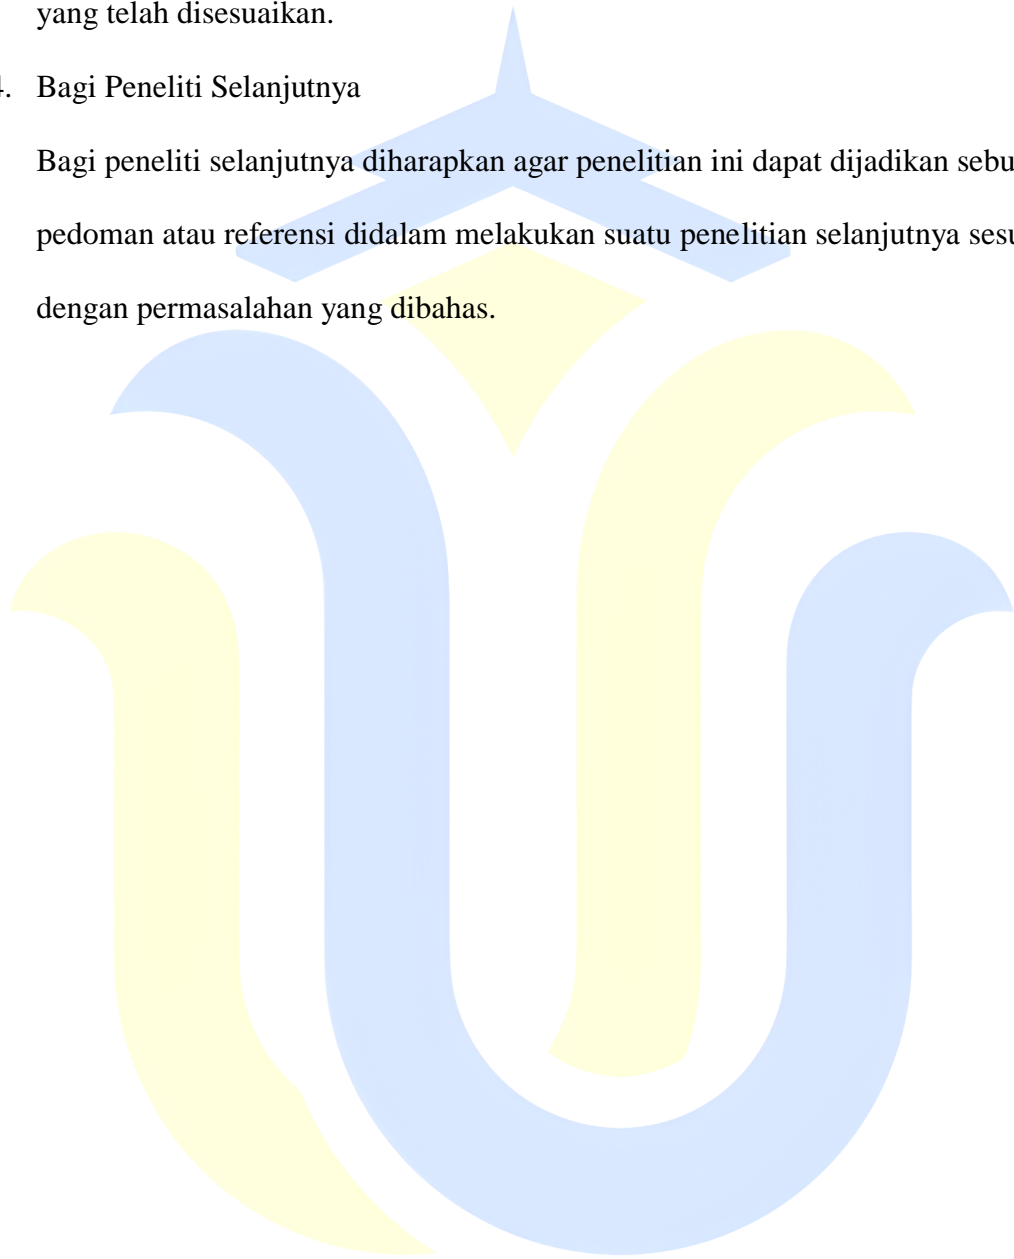 yang telah disesuaikan.
4. Bagi Peneliti Selanjutnya
Bagi peneliti selanjutnya diharapkan agar penelitian ini dapat dijadikan sebu
pedoman atau referensi didalam melakukan suatu penelitian selanjutnya sesu
dengan permasalahan yang dibahas.